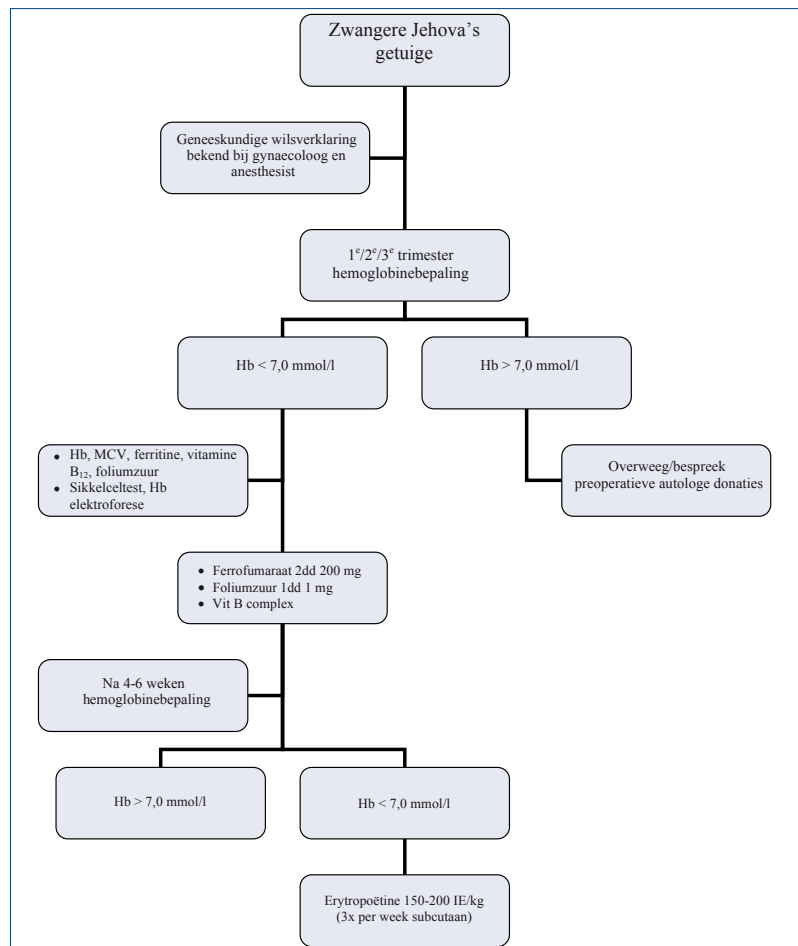 Zwangere Jehova’s
getuige
Geneeskundige wilsverklaring
bekend bij gynaecoloog en
anesthesist
1e/2e/3e trimester
hemoglobinebepaling
Hb < 7,0 mmol/l
Hb > 7,0 mmol/l
• Hb, MCV, ferritine, vitamine
B12, foliumzuur
• Sikkelceltest, Hb
elektroforese
Overweeg/bespreek
preoperatieve autologe donaties
• Ferrofumaraat 2dd 200 mg
• Foliumzuur 1dd 1 mg
• Vit B complex
Na 4-6 weken
hemoglobinebepaling
Hb > 7,0 mmol/l
Hb < 7,0 mmol/l
Erytropoëtine 150-200 IE/kg
(3x per week subcutaan)